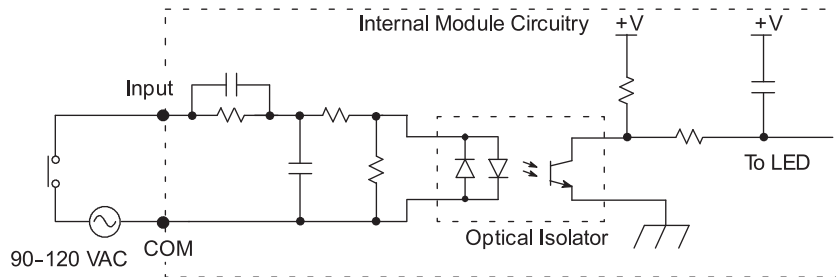 Internal Module Circuitry
+V
+V
Input
To LED
COM
Optical Isolator
90–120 VAC